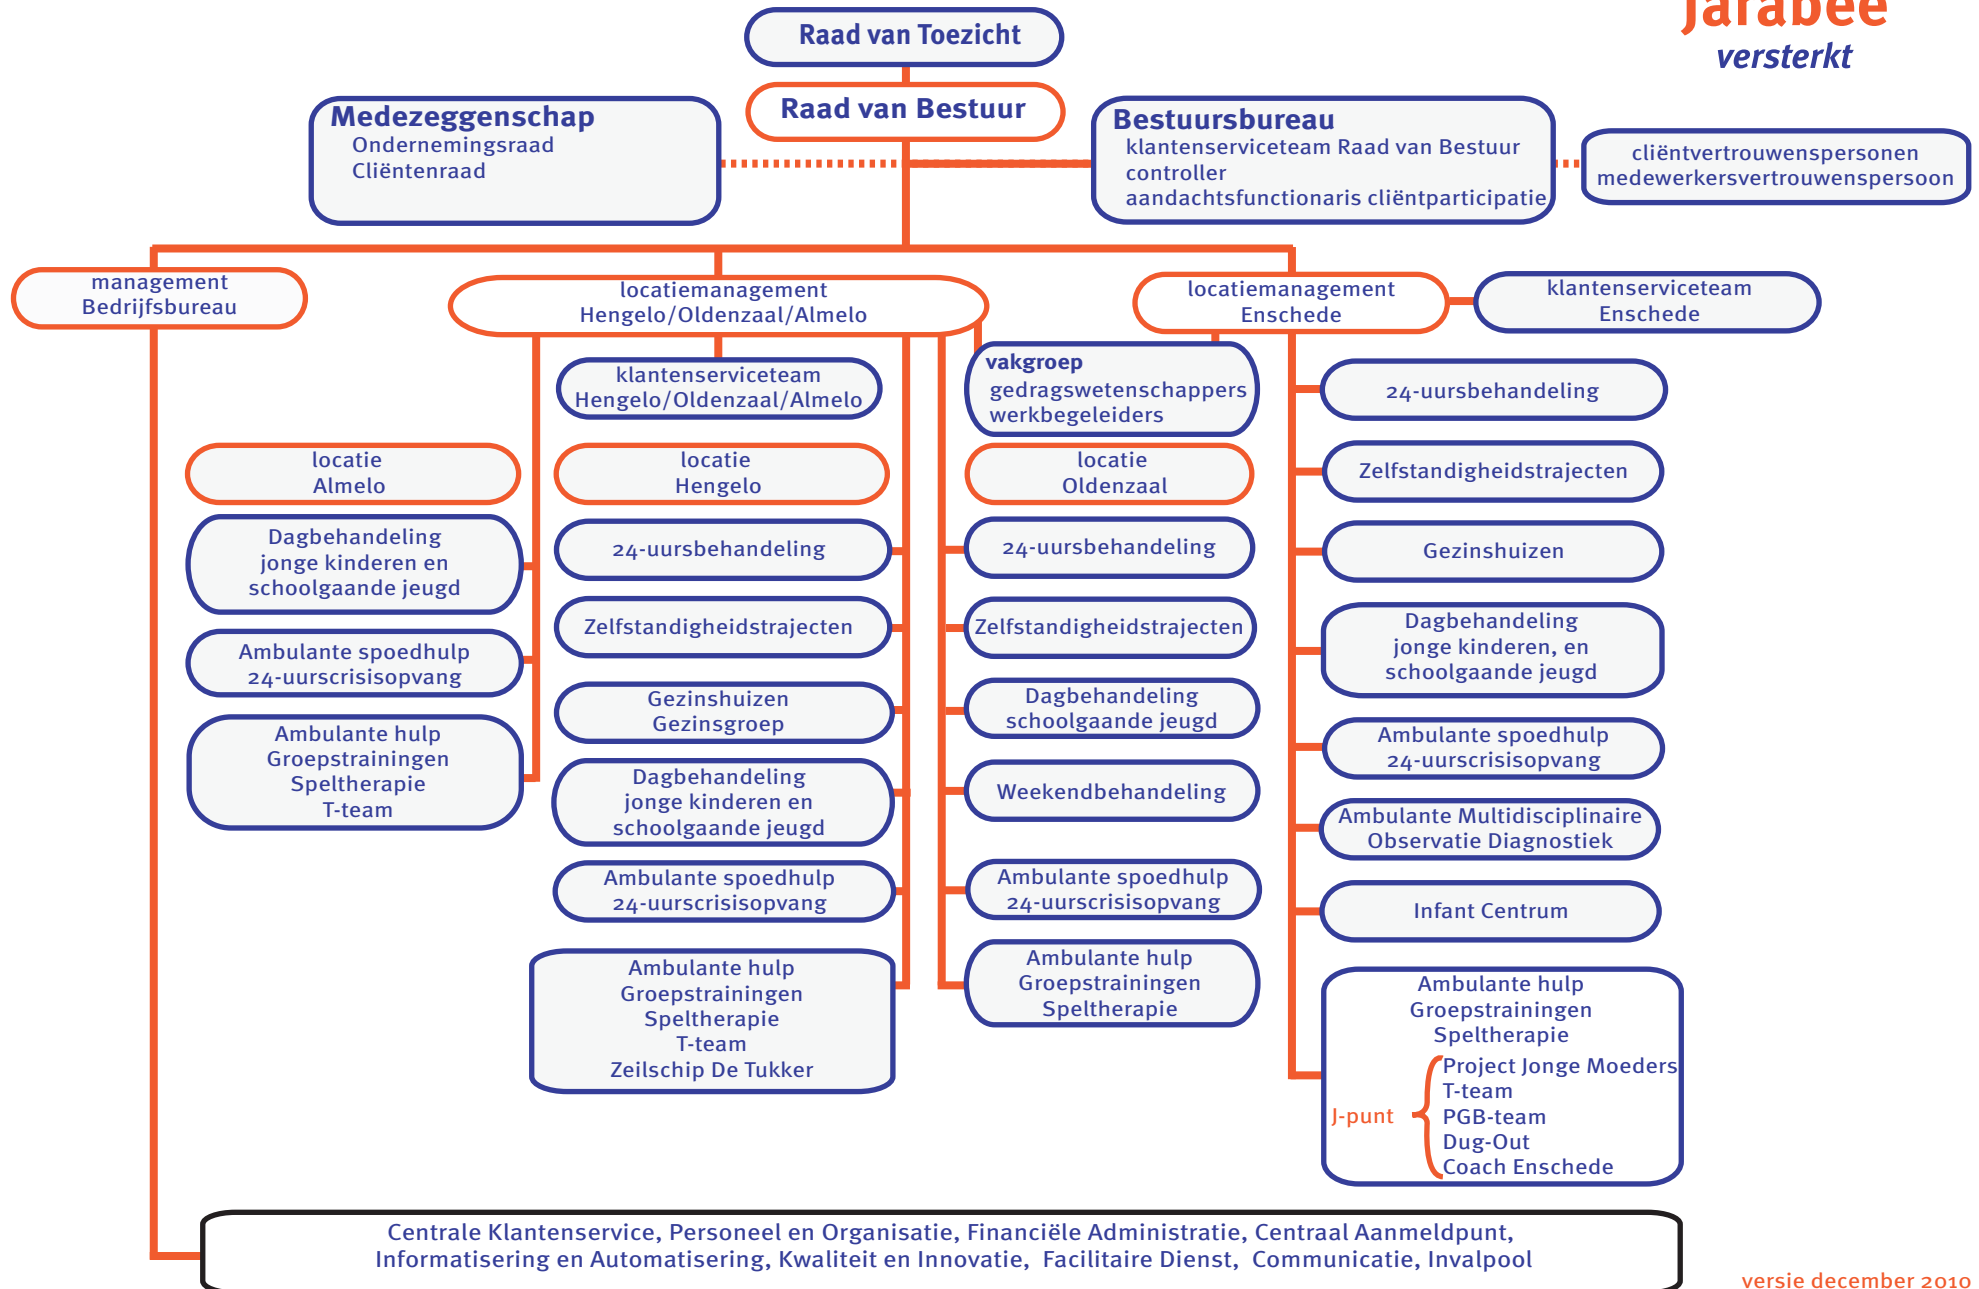 Jarabee
versterkt
Raad van Toezicht
Raad van Bestuur
Medezeggenschap
Ondernemingsraad
Cliëntenraad
Bestuursbureau
klantenserviceteam Raad van Bestuur
controller
aandachtsfunctionaris cliëntparticipatie
cliëntvertrouwenspersonen
medewerkersvertrouwenspersoon
management
Bedrijfsbureau
locatiemanagement
Hengelo/Oldenzaal/Almelo
locatiemanagement
Enschede
klantenserviceteam
Enschede
klantenserviceteam
Hengelo/Oldenzaal/Almelo
vakgroep
gedragswetenschappers
werkbegeleiders
locatie
Almelo
Dagbehandeling
jonge kinderen en
schoolgaande jeugd
Ambulante spoedhulp
24-uurscrisisopvang
Ambulante hulp
Groepstrainingen
Speltherapie
T-team
locatie
Hengelo
24-uursbehandeling
Zelfstandigheidstrajecten
Gezinshuizen
Gezinsgroep
Dagbehandeling
jonge kinderen en
schoolgaande jeugd
Ambulante spoedhulp
24-uurscrisisopvang
Ambulante hulp
Groepstrainingen
Speltherapie
T-team
Zeilschip De Tukker
locatie
Oldenzaal
24-uursbehandeling
Zelfstandigheidstrajecten
Dagbehandeling
schoolgaande jeugd
Weekendbehandeling
Ambulante spoedhulp
24-uurscrisisopvang
Ambulante hulp
Groepstrainingen
Speltherapie
24-uursbehandeling
Zelfstandigheidstrajecten
Gezinshuizen
Dagbehandeling
jonge kinderen, en
schoolgaande jeugd
Ambulante spoedhulp
24-uurscrisisopvang
Ambulante Multidisciplinaire
Observatie Diagnostiek
Infant Centrum
Ambulante hulp
Groepstrainingen
Speltherapie
J-punt
Project Jonge Moeders
T-team
PGB-team
Dug-Out
Coach Enschede
Centrale Klantenservice, Personeel en Organisatie, Financiële Administratie, Centraal Aanmeldpunt,
Informatisering en Automatisering, Kwaliteit en Innovatie, Facilitaire Dienst, Communicatie, Invalpool
versie december 2010